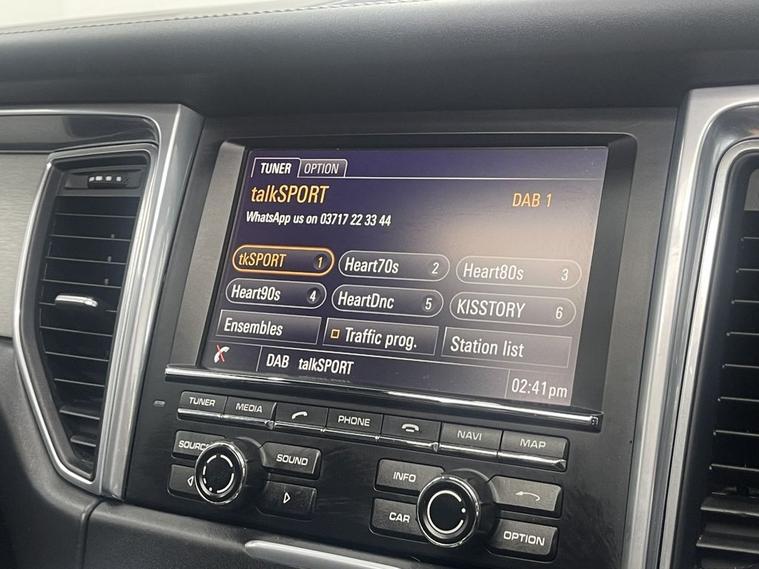 TUNER OPTION
talkSPORT DAB 1
WhatsApp us on 03717 22 33 44
tkSPORT 1 Heart70s 2 Heart80s 3
Heart90s 4 HeartDnc 5 KISSTORY 6
Ensembles Traffic prog. Station list
DAB talkSPORT
02:41pm
TUNER MEDIA PHONE NAVI MAP
SOURCE SOUND INFO
CAR OPTION